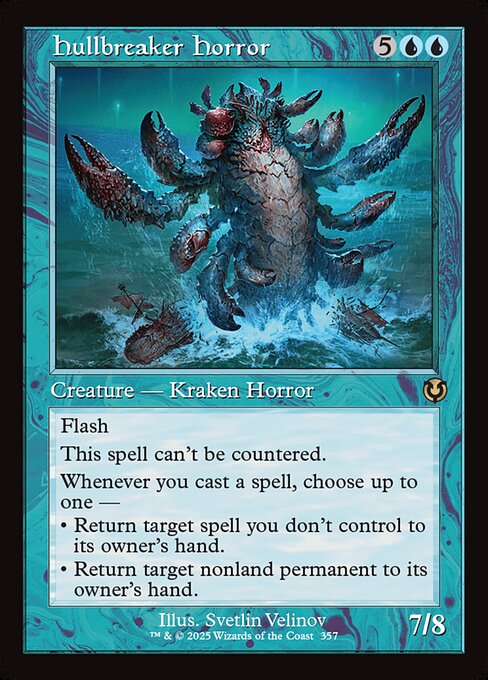 Hullbreaker Horror 5
Creature — Kraken Horror
Flash
This spell can't be countered.
Whenever you cast a spell, choose up to
one —
• Return target spell you don't control to
its owner's hand.
• Return target nonland permanent to its
owner's hand.
Illus. Svetlin Velinov
7/8
™ & © 2025 Wizards of the Coast 357